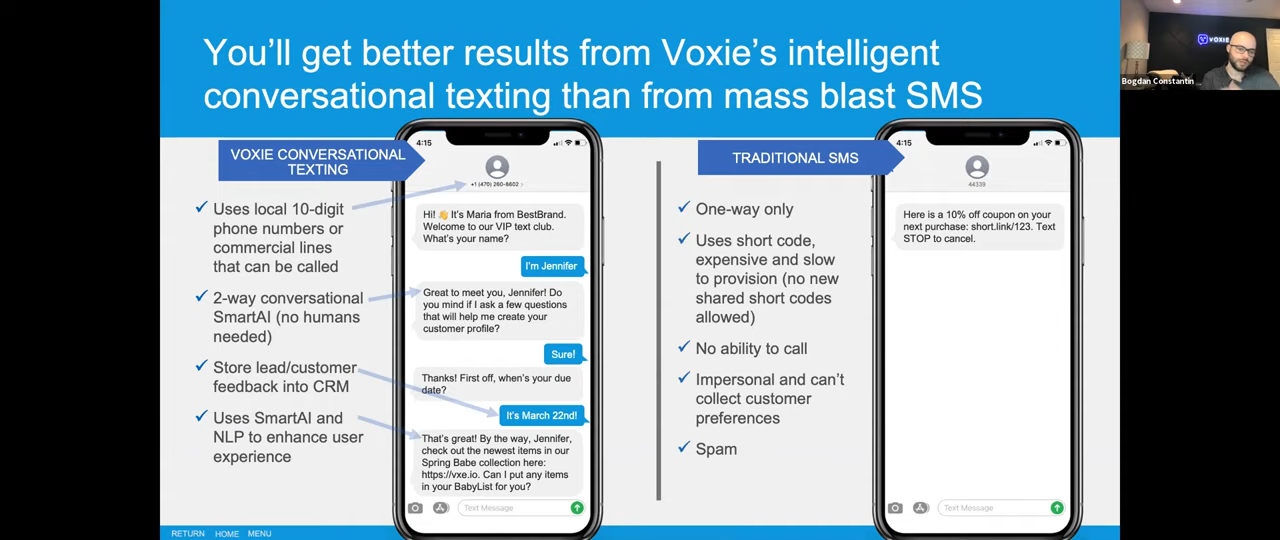 You'll get better results from Voxie's intelligent
conversational texting than from mass blast SMS
VOXIE
Bogdan Constantin
VOXIE CONVERSATIONAL
TEXTING
Uses local 10-digit
phone numbers or
commercial lines
that can be called
2-way conversational
SmartAI (no humans
needed)
Store lead/customer
feedback into CRM
Uses SmartAI and
NLP to enhance user
experience
4:15
+1 (470) 260-8602 >
Hi! 👋 It's Maria from BestBrand.
Welcome to our VIP text club.
What's your name?
I'm Jennifer
Great to meet you, Jennifer! Do
you mind if I ask a few questions
that will help me create your
customer profile?
Sure!
Thanks! First off, when's your due
date?
It's March 22nd!
That's great! By the way, Jennifer,
check out the newest items in our
Spring Babe collection here:
https://vxe.io. Can I put any items
in your BabyList for you?
Text Message
TRADITIONAL SMS
One-way only
Uses short code,
expensive and slow
to provision (no new
shared short codes
allowed)
No ability to call
Impersonal and can't
collect customer
preferences
Spam
4:15
44339
Here is a 10% off coupon on your
next purchase: short.link/123. Text
STOP to cancel.
Text Message
RETURN HOME MENU